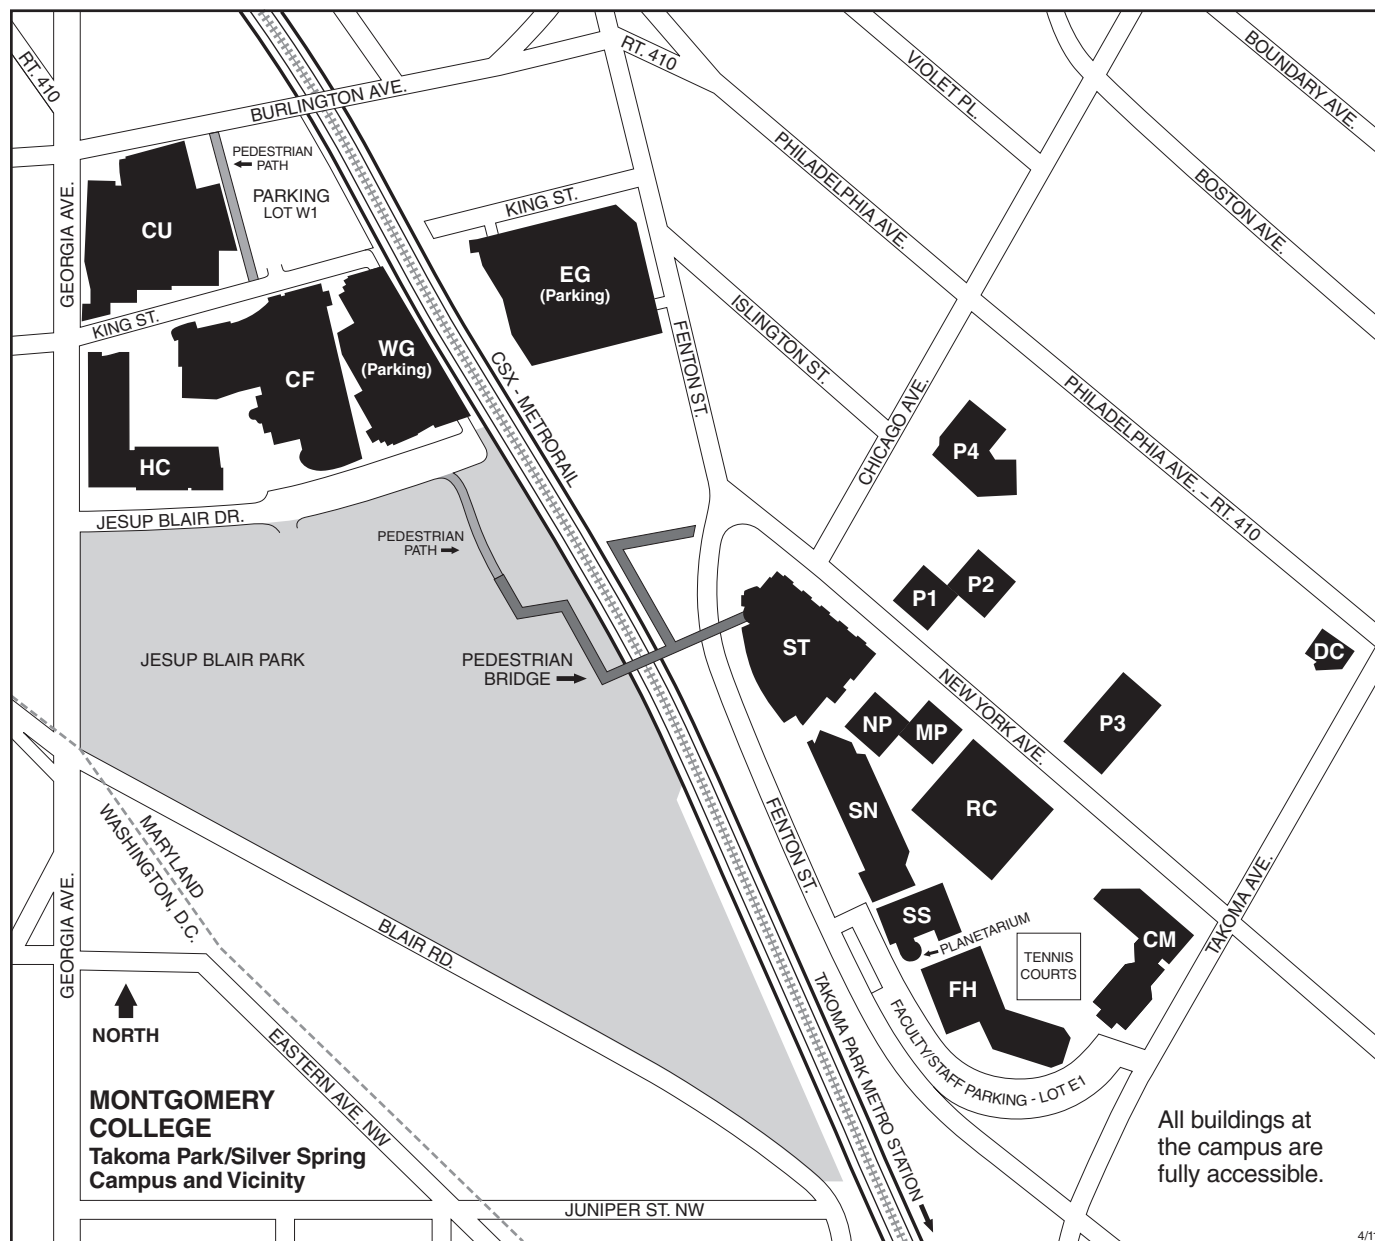 RT. 410
BURLINGTON AVE.
RT. 410
VIOLET PL.
BOUNDARY AVE.
PEDESTRIAN
PATH
PARKING
LOT W1
PHILADELPHIA AVE.
BOSTON AVE.
GEORGIA AVE.
CU
KING ST.
EG
(Parking)
KING ST.
WG
(Parking)
CF
HC
CSX - METRORAIL
FENTON ST.
ISLINGTON ST.
CHICAGO AVE.
PHILADELPHIA AVE. – RT. 410
P4
JESUP BLAIR DR.
PEDESTRIAN
PATH
P1
P2
DC
JESUP BLAIR PARK
PEDESTRIAN
BRIDGE
ST
NEW YORK AVE.
P3
NP
MP
SN
RC
FENTON ST.
MARYLAND
WASHINGTON, D.C.
GEORGIA AVE.
BLAIR RD.
SS
PLANETARIUM
TENNIS
COURTS
CM
TAKOMA AVE.
FH
NORTH
EASTERN AVE. NW
TAKOMA PARK METRO STATION
FACULTY/STAFF PARKING - LOT E1
MONTGOMERY
COLLEGE
Takoma Park/Silver Spring
Campus and Vicinity
All buildings at
the campus are
fully accessible.
JUNIPER ST. NW